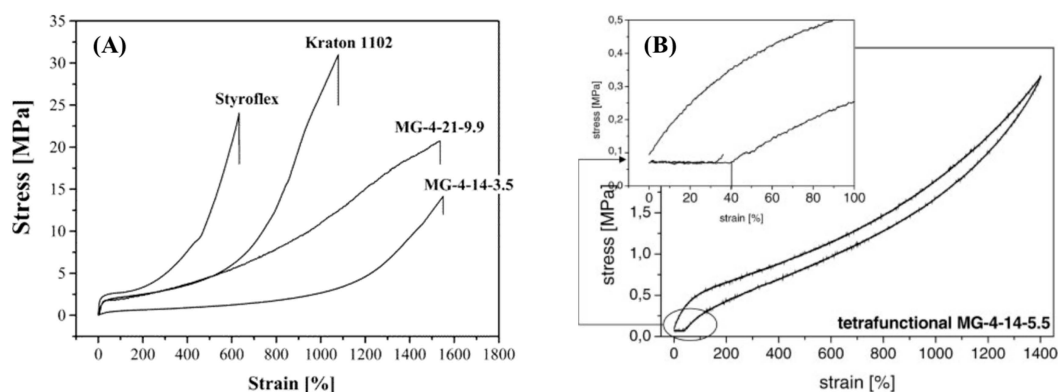 (A)
Stress [MPa]
35
30
25
20
15
10
5
0
Kraton 1102
Styroflex
MG-4-21-9.9
MG-4-14-3.5
0 200 400 600 800 1000 1200 1400 1600 1800
Strain [%]
(B)
stress [MPa]
0,5
0,4
0,3
0,2
0,1
0,0
0 20 40 60 80 100
strain [%]
stress [MPa]
1,5
1,0
0,5
0,0
tetrafunctional MG-4-14-5.5
0 200 400 600 800 1000 1200 1400
strain [%]